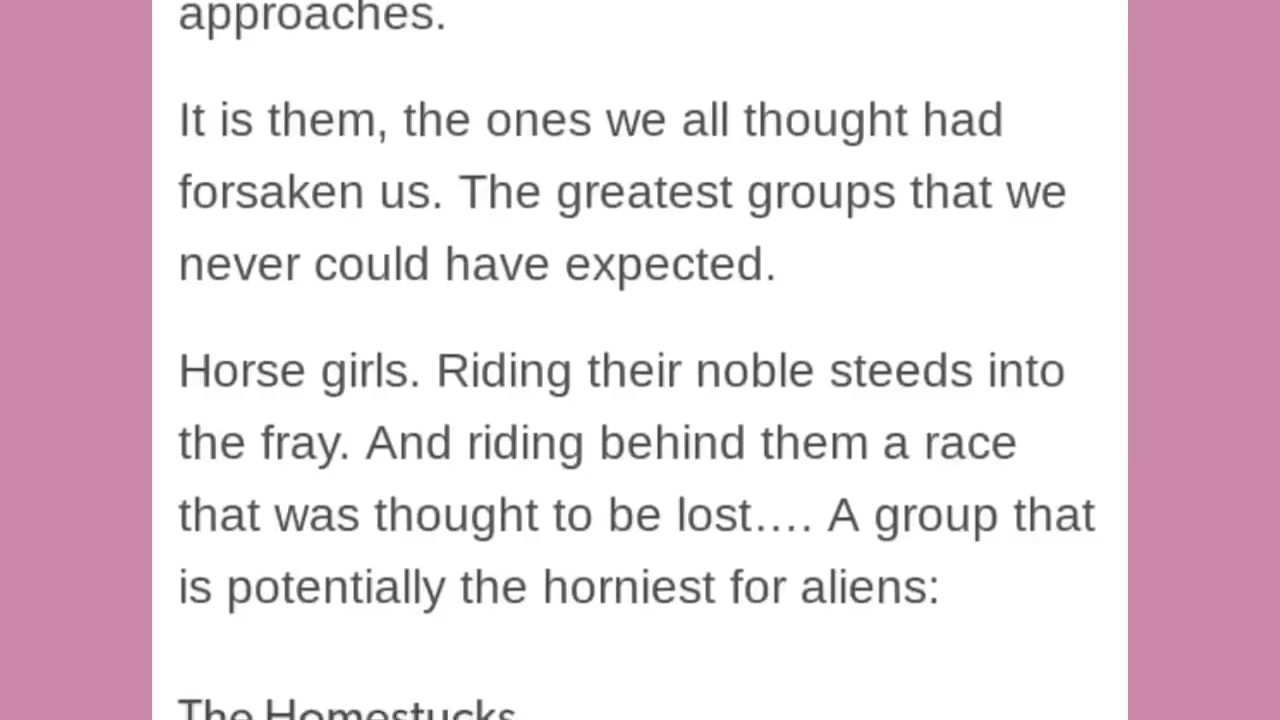 approaches.
It is them, the ones we all thought had
forsaken us. The greatest groups that we
never could have expected.
Horse girls. Riding their noble steeds into
the fray. And riding behind them a race
that was thought to be lost.... A group that
is potentially the horniest for aliens:
The Homestucks